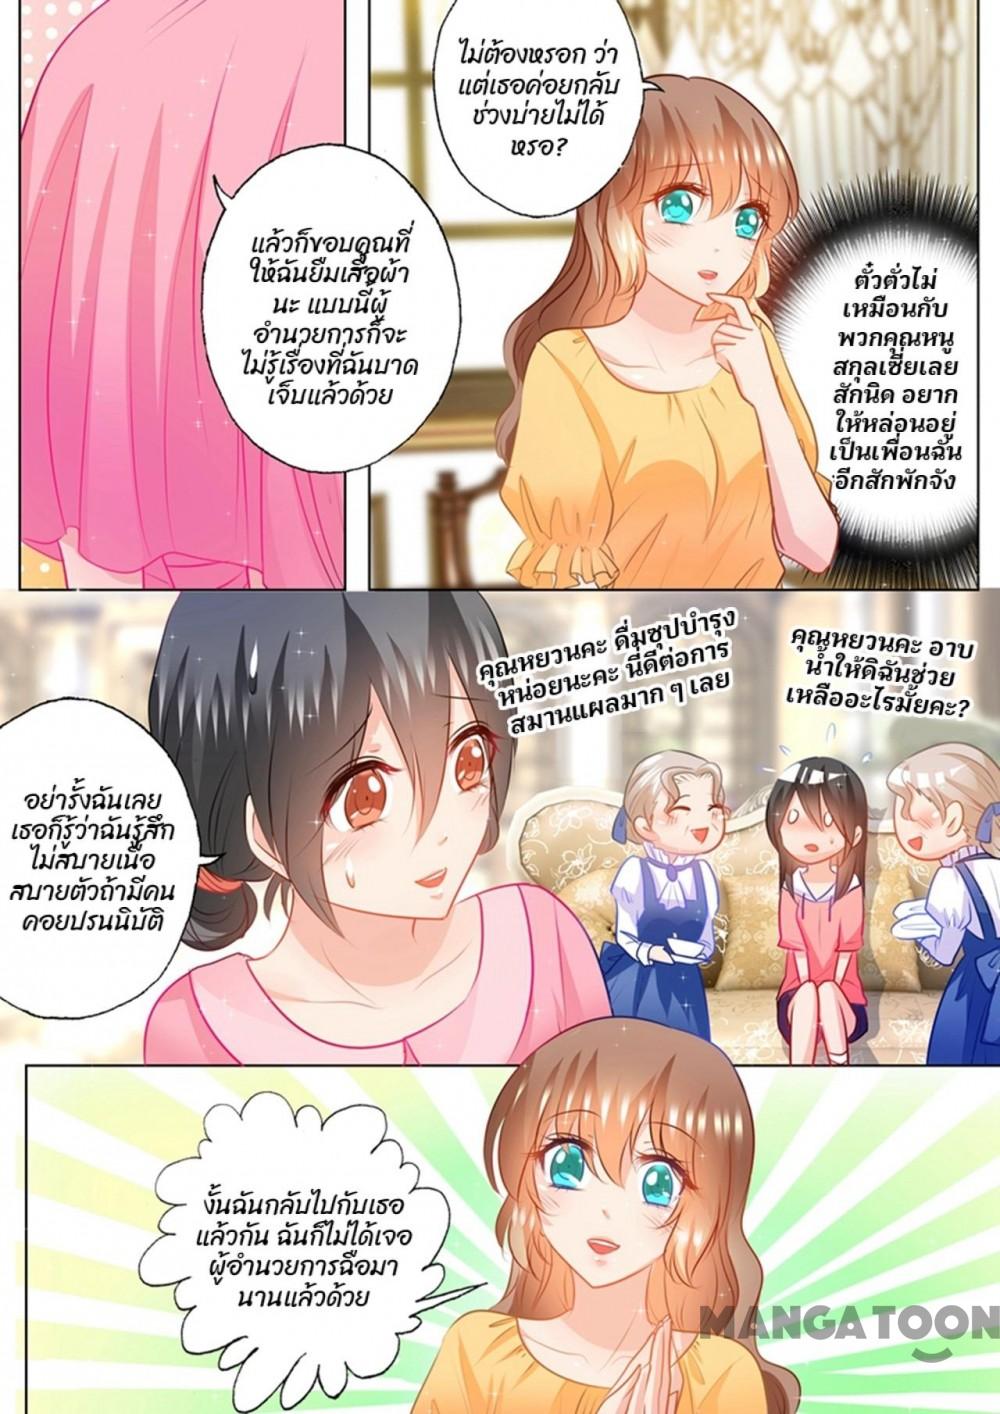 แล้วก็ขอบคุณที่
ให้ฉันยืมเสื้อผ้า
นะ แบบนี้ผู้
อำนวยการก็จะ
ไม่รู้เรื่องที่ฉันบาด
เจ็บแล้วด้วย
ไม่ต้องหรอก ว่า
แต่เธอค่อยกลับ
ช่วงบ่ายไม่ได้
หรอ?
ตั๋วตั่วไม่
เหมือนกับ
พวกคุณหนู
สกุลเซี่ยเลย
สักนิด อยาก
ให้หล่อนอยู่
เป็นเพื่อนฉัน
อีกสักพักจัง
อย่ารั้งฉันเลย
เธอก็รู้ว่าฉันรู้สึก
ไม่สบายเนื้อ
สบายตัวถ้ามีคน
คอยปรนนิบัติ
คุณหยวนคะ ดื่มซุปบำรุง
หน่อยนะคะ นี่ดีต่อการ
สมานแผลมาก ๆ เลย
คุณหยวนคะ อาบ
น้ำให้ดิฉันช่วย
เหลืออะไรมั้ยคะ?
งั้นฉันกลับไปกับเธอ
แล้วกัน ฉันก็ไม่ได้เจอ
ผู้อำนวยการฉือมา
นานแล้วด้วย
MANGATOON